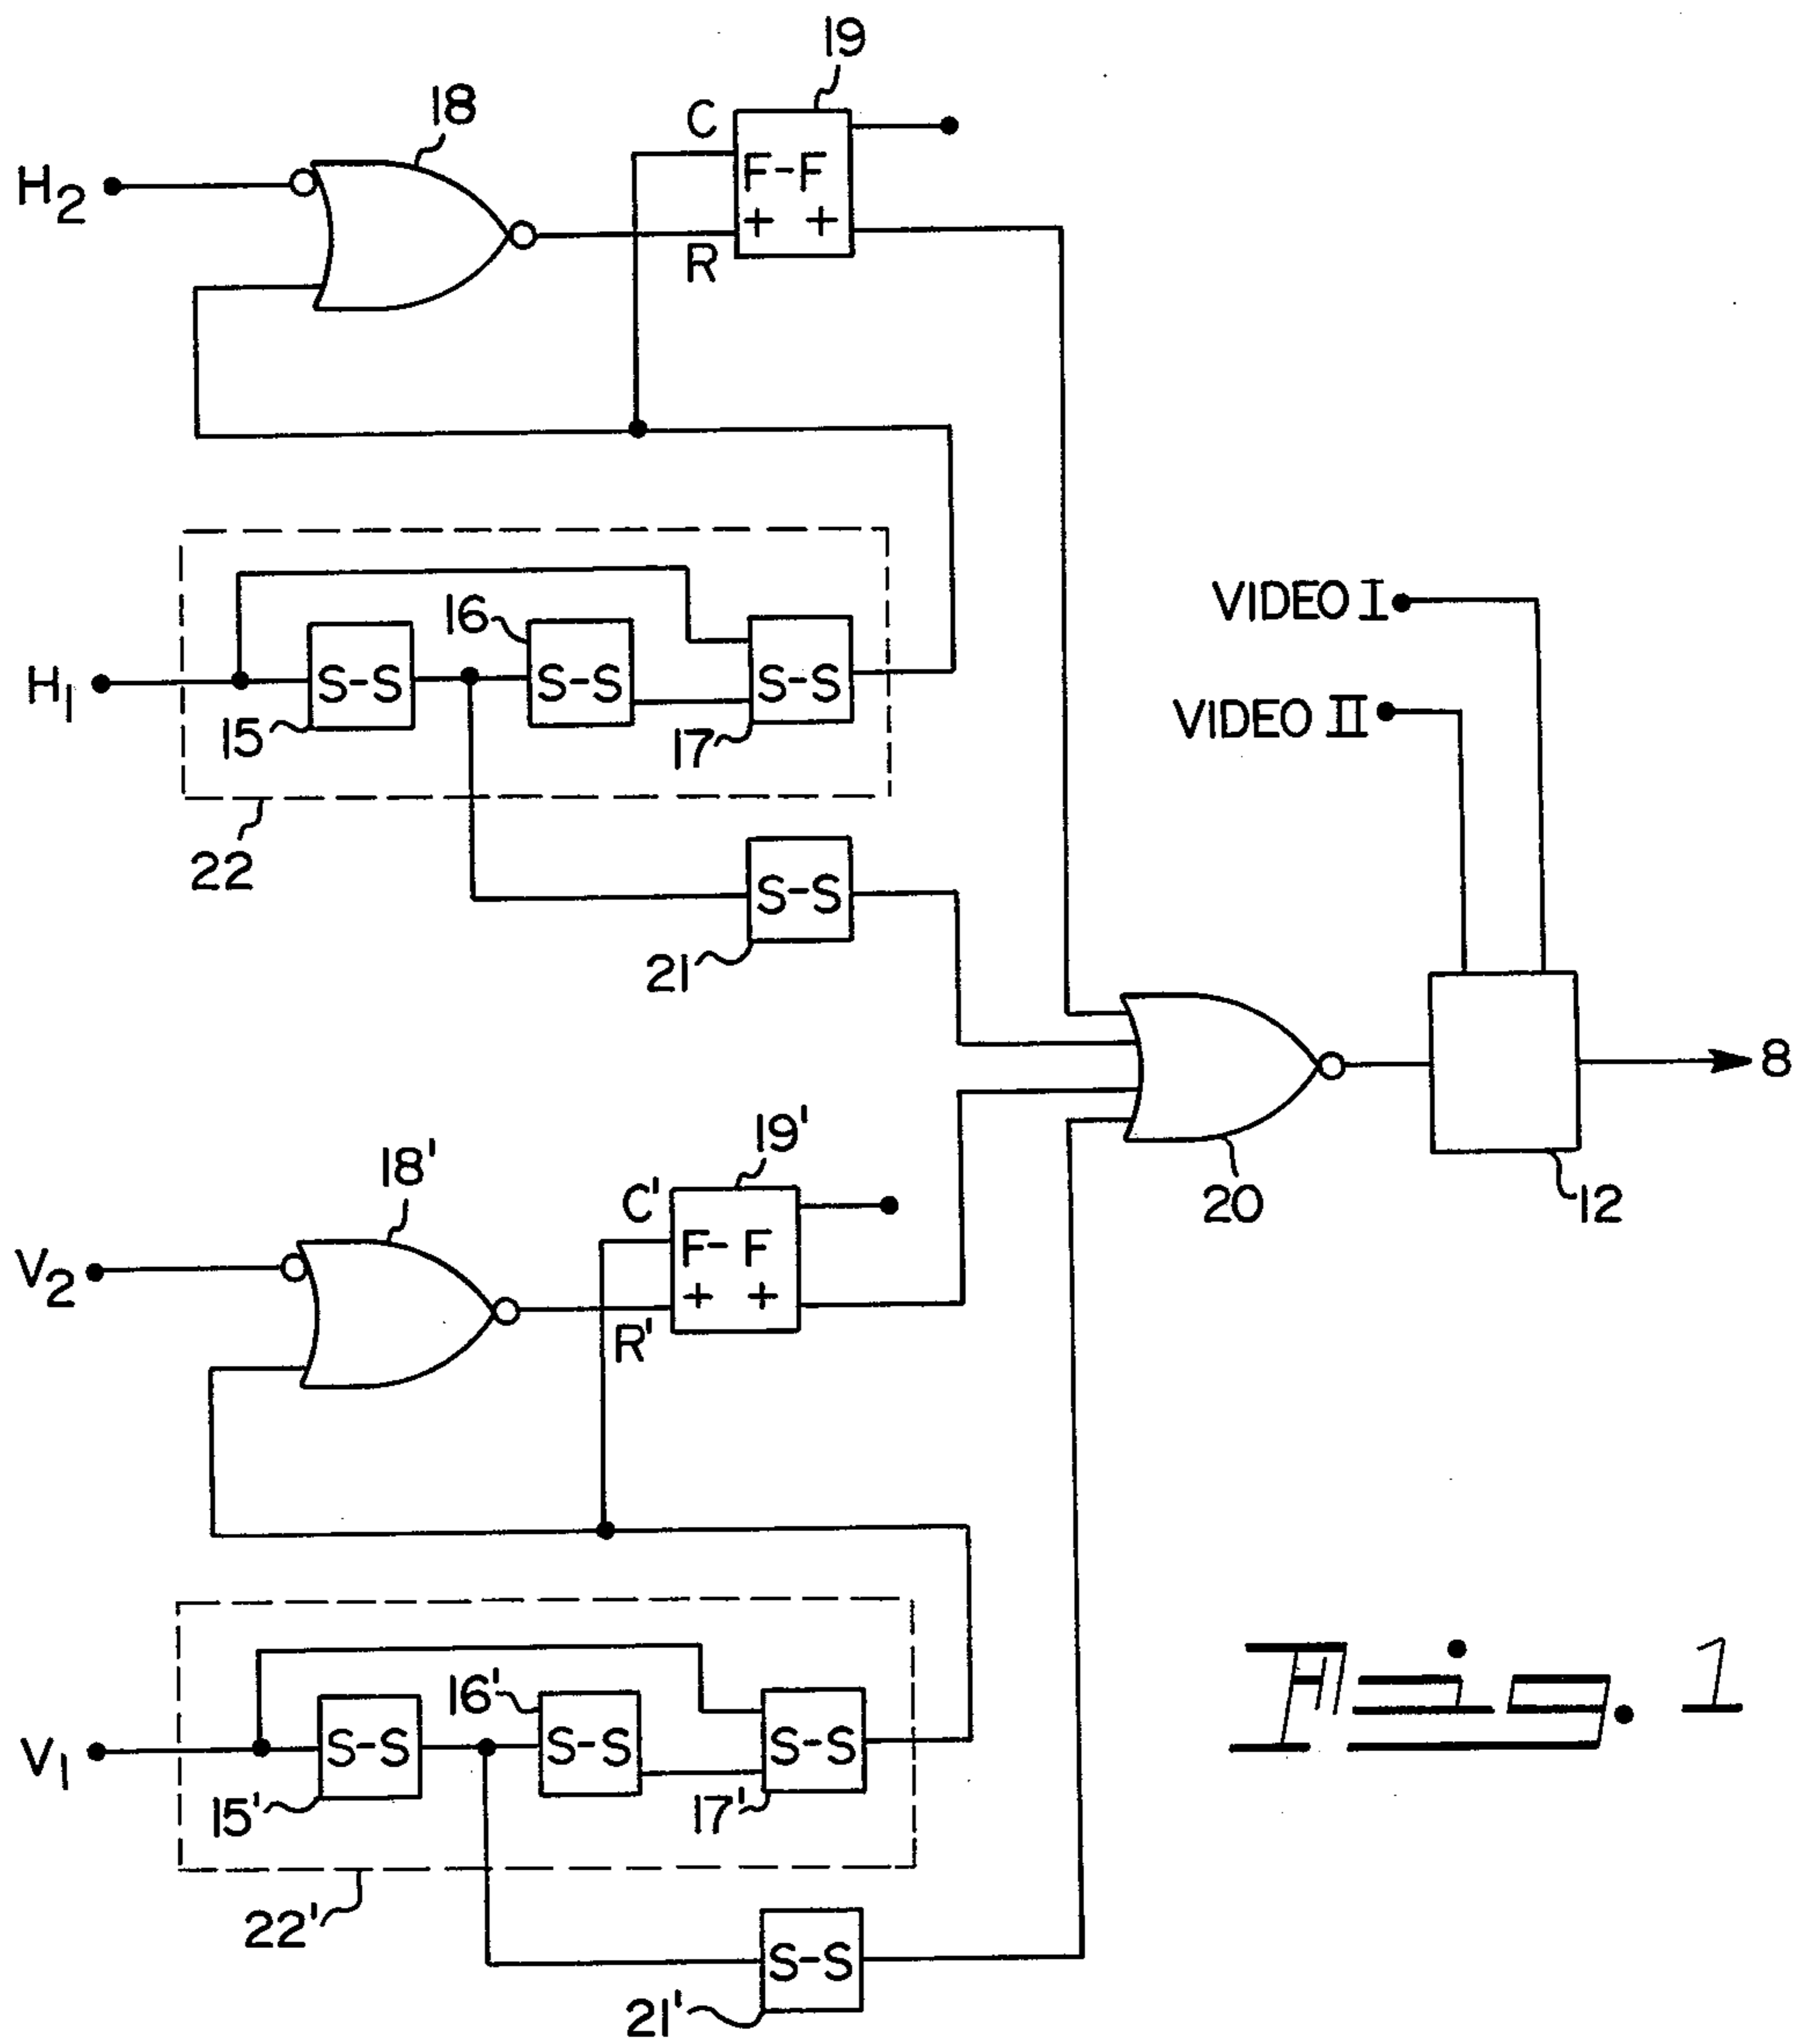 19
18
C
H2
F-F
+ +
R
16
VIDEO I
H1
S-S
S-S
S-S
15
17
VIDEO II
22
S-S
21
8
19'
18'
C'
20
12
V2
F-F
+ +
R'
Fig. 1
16'
V1
S-S
S-S
S-S
15'
17'
22'
S-S
21'